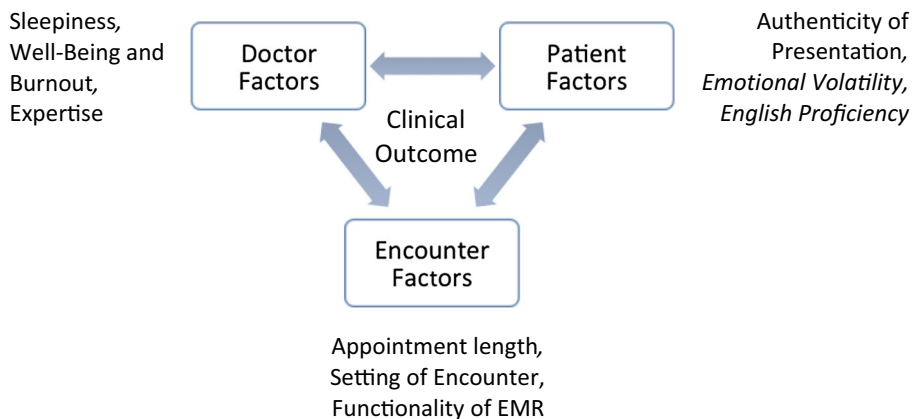 Sleepiness,
Well-Being and
Burnout,
Expertise
Doctor
Factors
Patient
Factors
Authenticity of
Presentation,
Emotional Volatility,
English Proficiency
Clinical
Outcome
Encounter
Factors
Appointment length,
Setting of Encounter,
Functionality of EMR